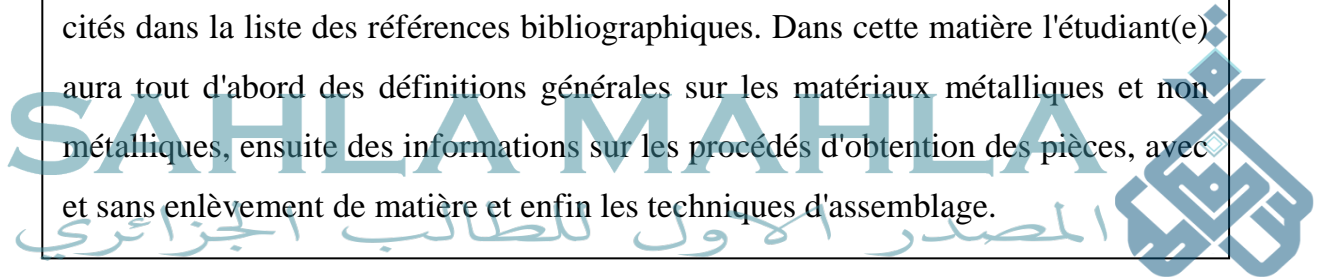 cités dans la liste des références bibliographiques. Dans cette matière l'étudiant(e)
aura tout d'abord des définitions générales sur les matériaux métalliques et non
SAHLA MAHLA
métalliques, ensuite des informations sur les procédés d'obtention des pièces, avec
et sans enlèvement de matière et enfin les techniques d'assemblage.
المصدر الاول للطالب الجزائري